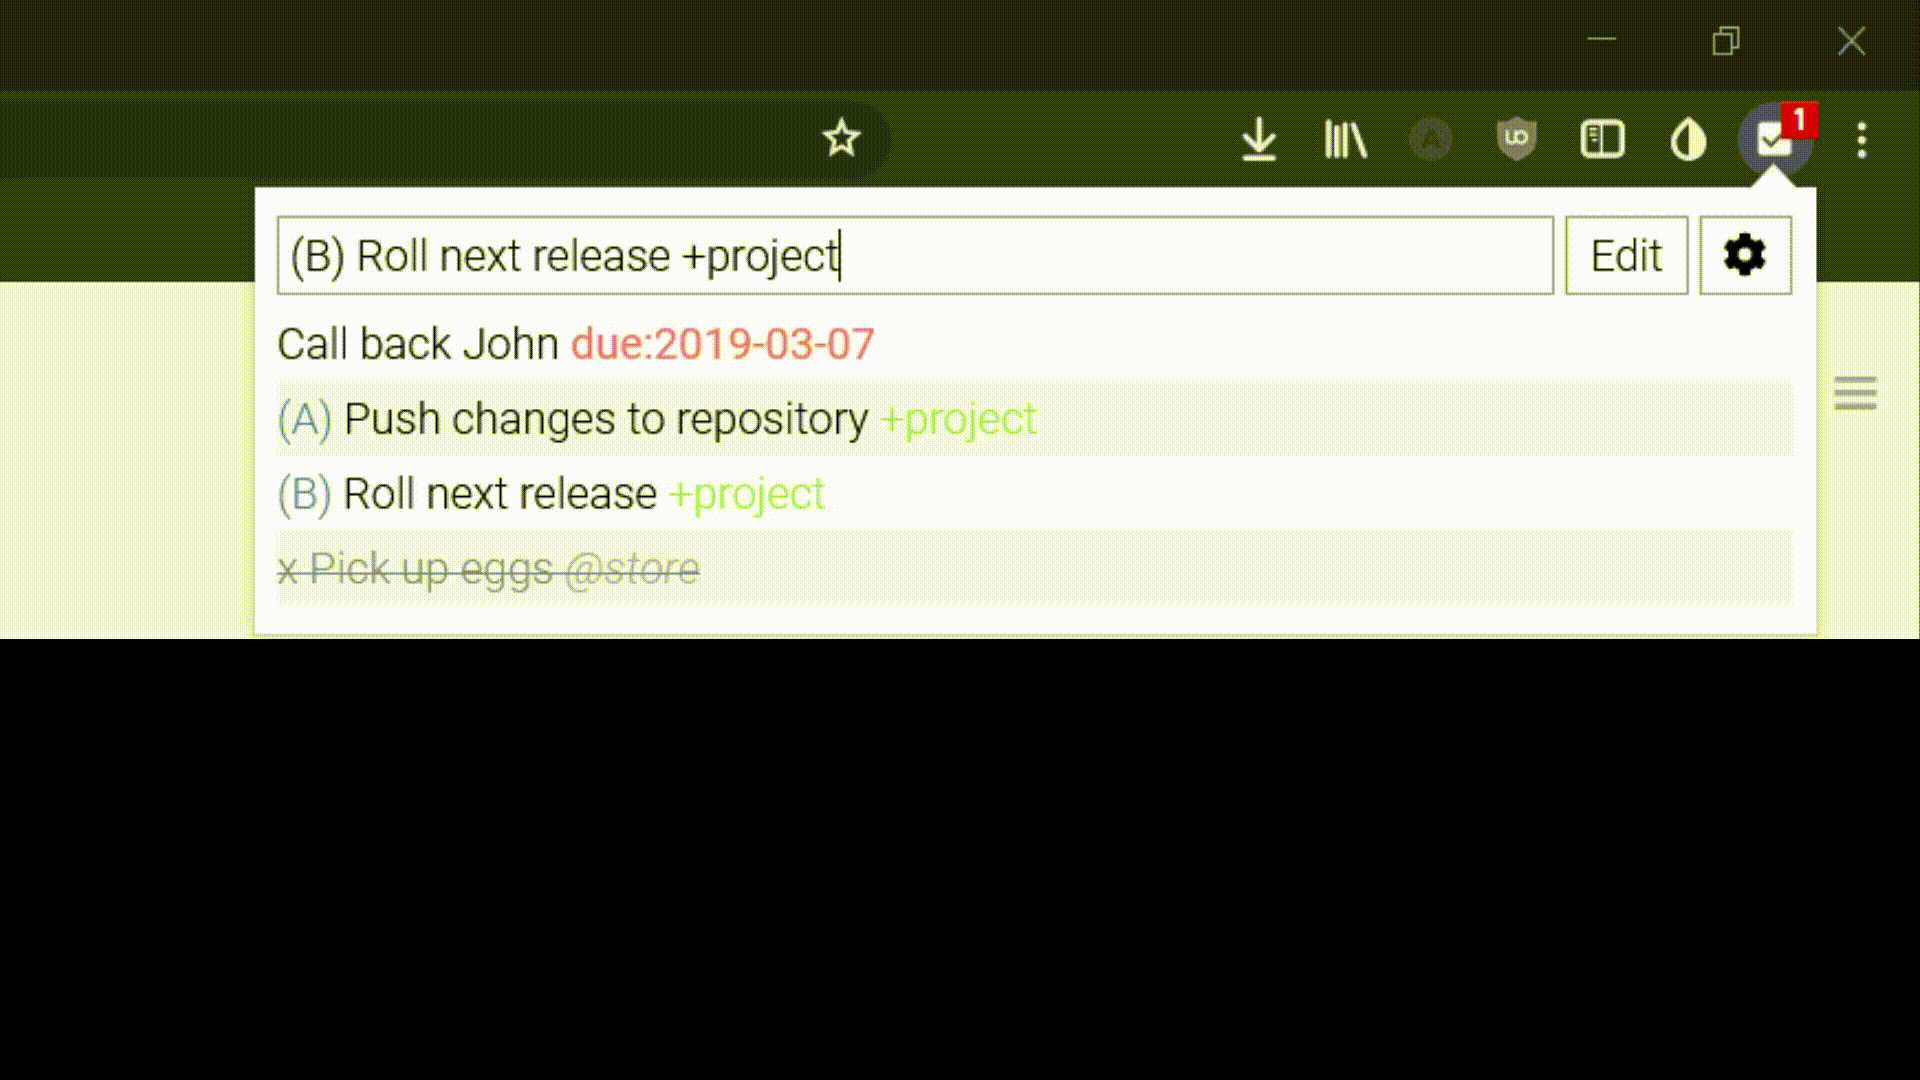 1
(B) Roll next release +project
Edit
Call back John due:2019-03-07
(A) Push changes to repository +project
(B) Roll next release +project
x Pick up eggs @store